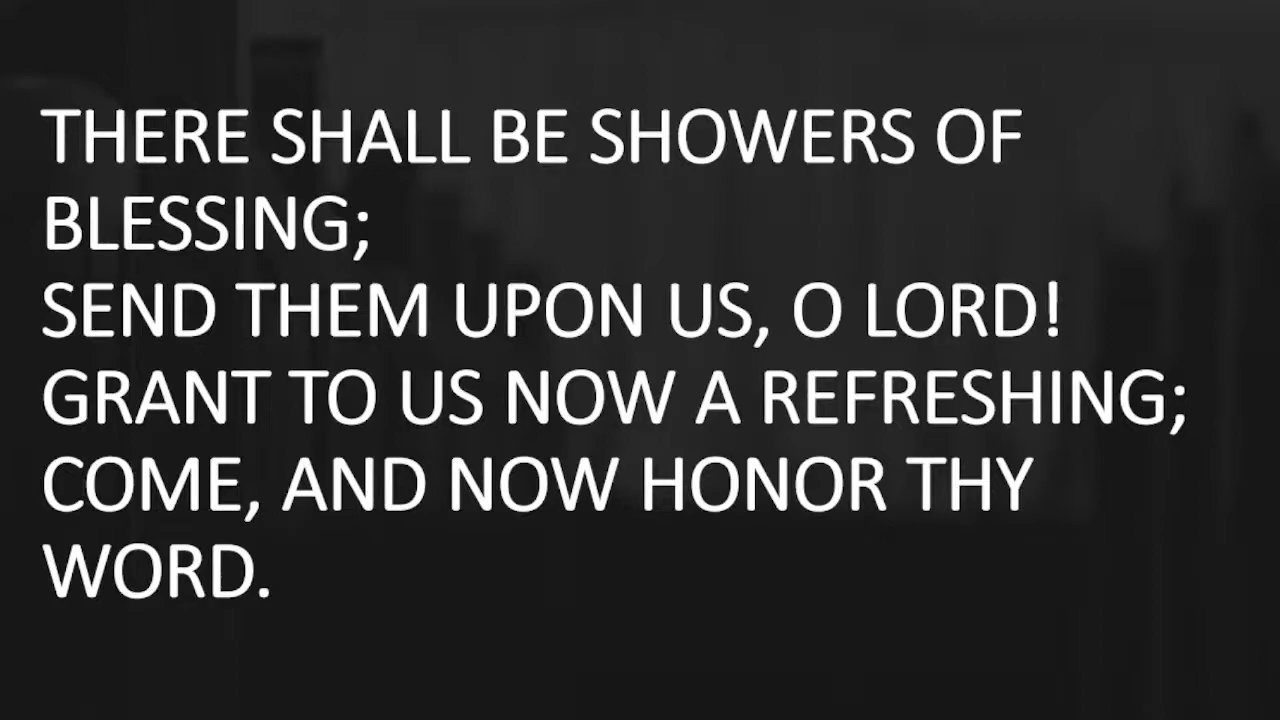 THERE SHALL BE SHOWERS OF
BLESSING;
SEND THEM UPON US, O LORD!
GRANT TO US NOW A REFRESHING;
COME, AND NOW HONOR THY
WORD.